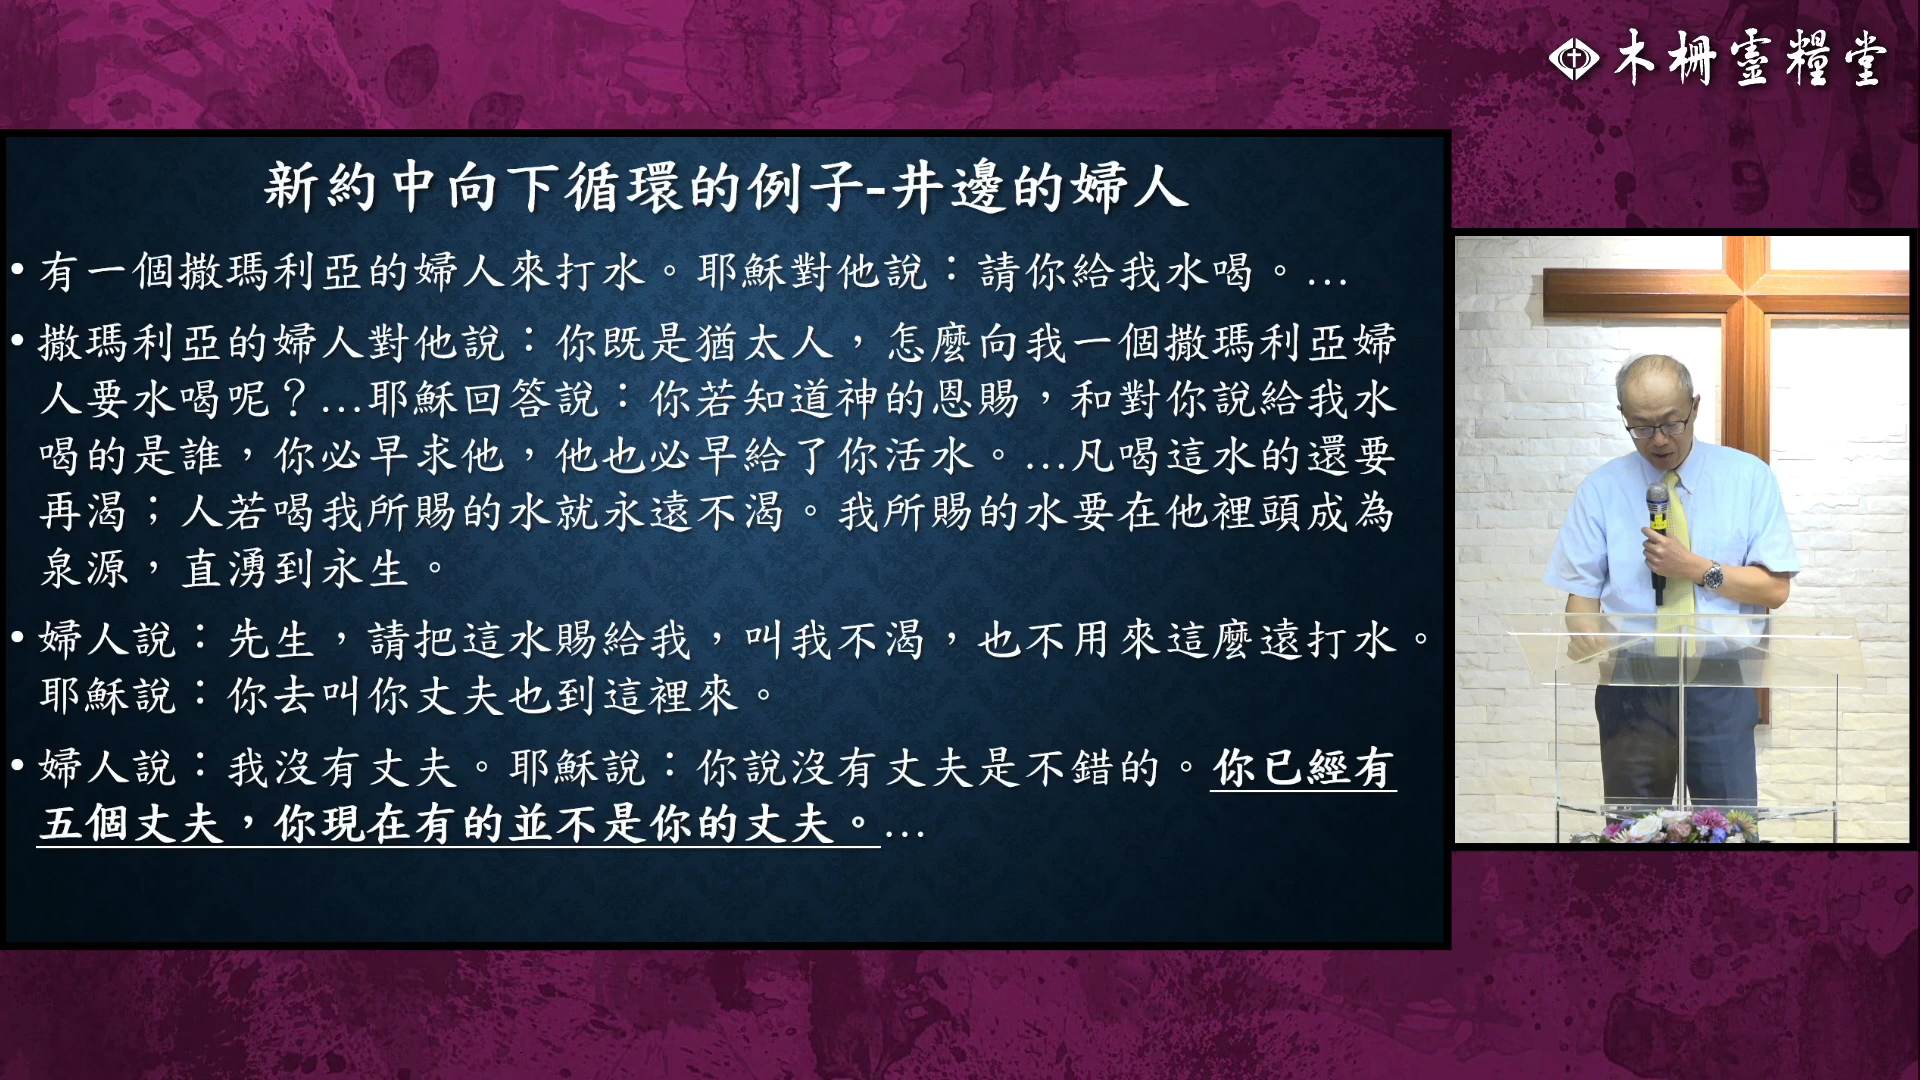 木柵靈糧堂
新約中向下循環的例子-井邊的婦人
• 有一個撒瑪利亞的婦人來打水。耶穌對他說：請你給我水喝。…
• 撒瑪利亞的婦人對他說：你既是猶太人，怎麼向我一個撒瑪利亞婦
人要水喝呢？…耶穌回答說：你若知道神的恩賜，和對你說給我水
喝的是誰，你必早求他，他也必早給了你活水。…凡喝這水的還要
再渴；人若喝我所賜的水就永遠不渴。我所賜的水要在他裡頭成為
泉源，直湧到永生。
• 婦人說：先生，請把這水賜給我，叫我不渴，也不用來這麼遠打水。
耶穌說：你去叫你丈夫也到這裡來。
• 婦人說：我沒有丈夫。耶穌說：你說沒有丈夫是不錯的。你已經有
五個丈夫，你現在有的並不是你的丈夫。…